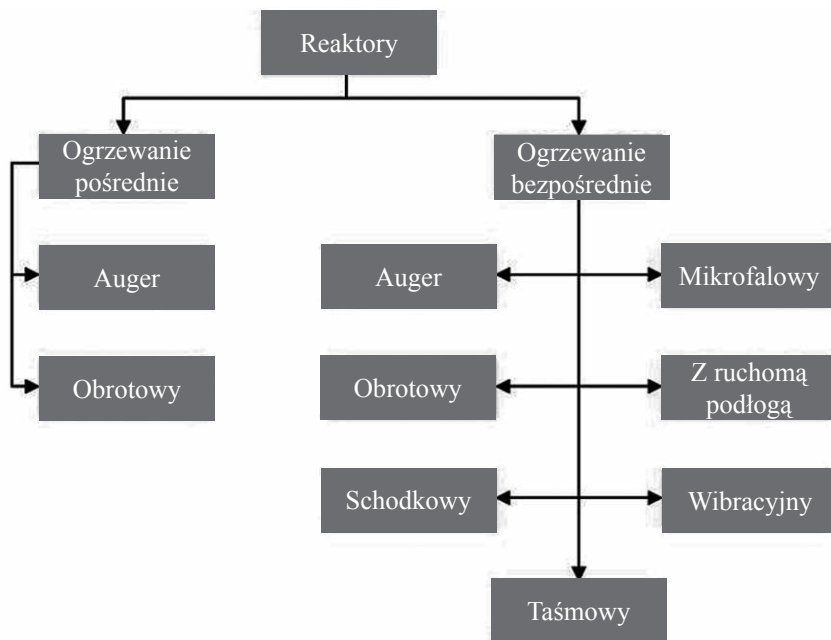 Reaktory
Ogrzewanie
pośrednie
Ogrzewanie
bezpośrednie
Auger
Auger
Mikrofalowy
Obrotowy
Obrotowy
Z ruchomą
podłogą
Schodkowy
Wibracyjny
Taśmowy